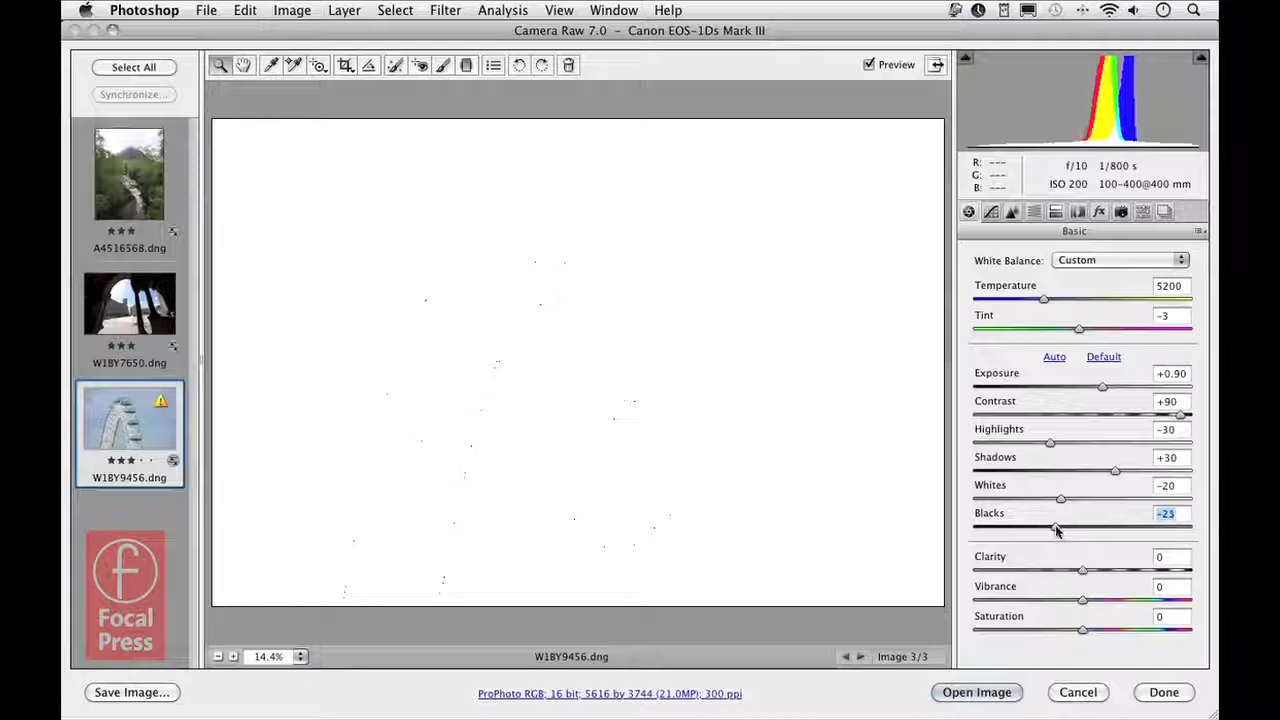 Photoshop File Edit Image Layer Select Filter Analysis View Window Help
Camera Raw 7.0 - Canon EOS-1Ds Mark III
Select All
Synchronize...
Preview
R: ---
G: ---
B: ---
f/10 1/800 s
ISO 200 100-400@400 mm
fx
Basic
White Balance: Custom
Temperature 5200
Tint -3
Auto Default
Exposure +0.90
Contrast +90
Highlights -30
Shadows +30
Whites -20
Blacks -23
Clarity 0
Vibrance 0
Saturation 0
A4516568.dng
W1BY7650.dng
W1BY9456.dng
f
Focal
Press
14.4%
W1BY9456.dng
Image 3/3
Save Image...
ProPhoto RGB; 16 bit; 5616 by 3744 (21.0MP); 300 ppi
Open Image
Cancel
Done